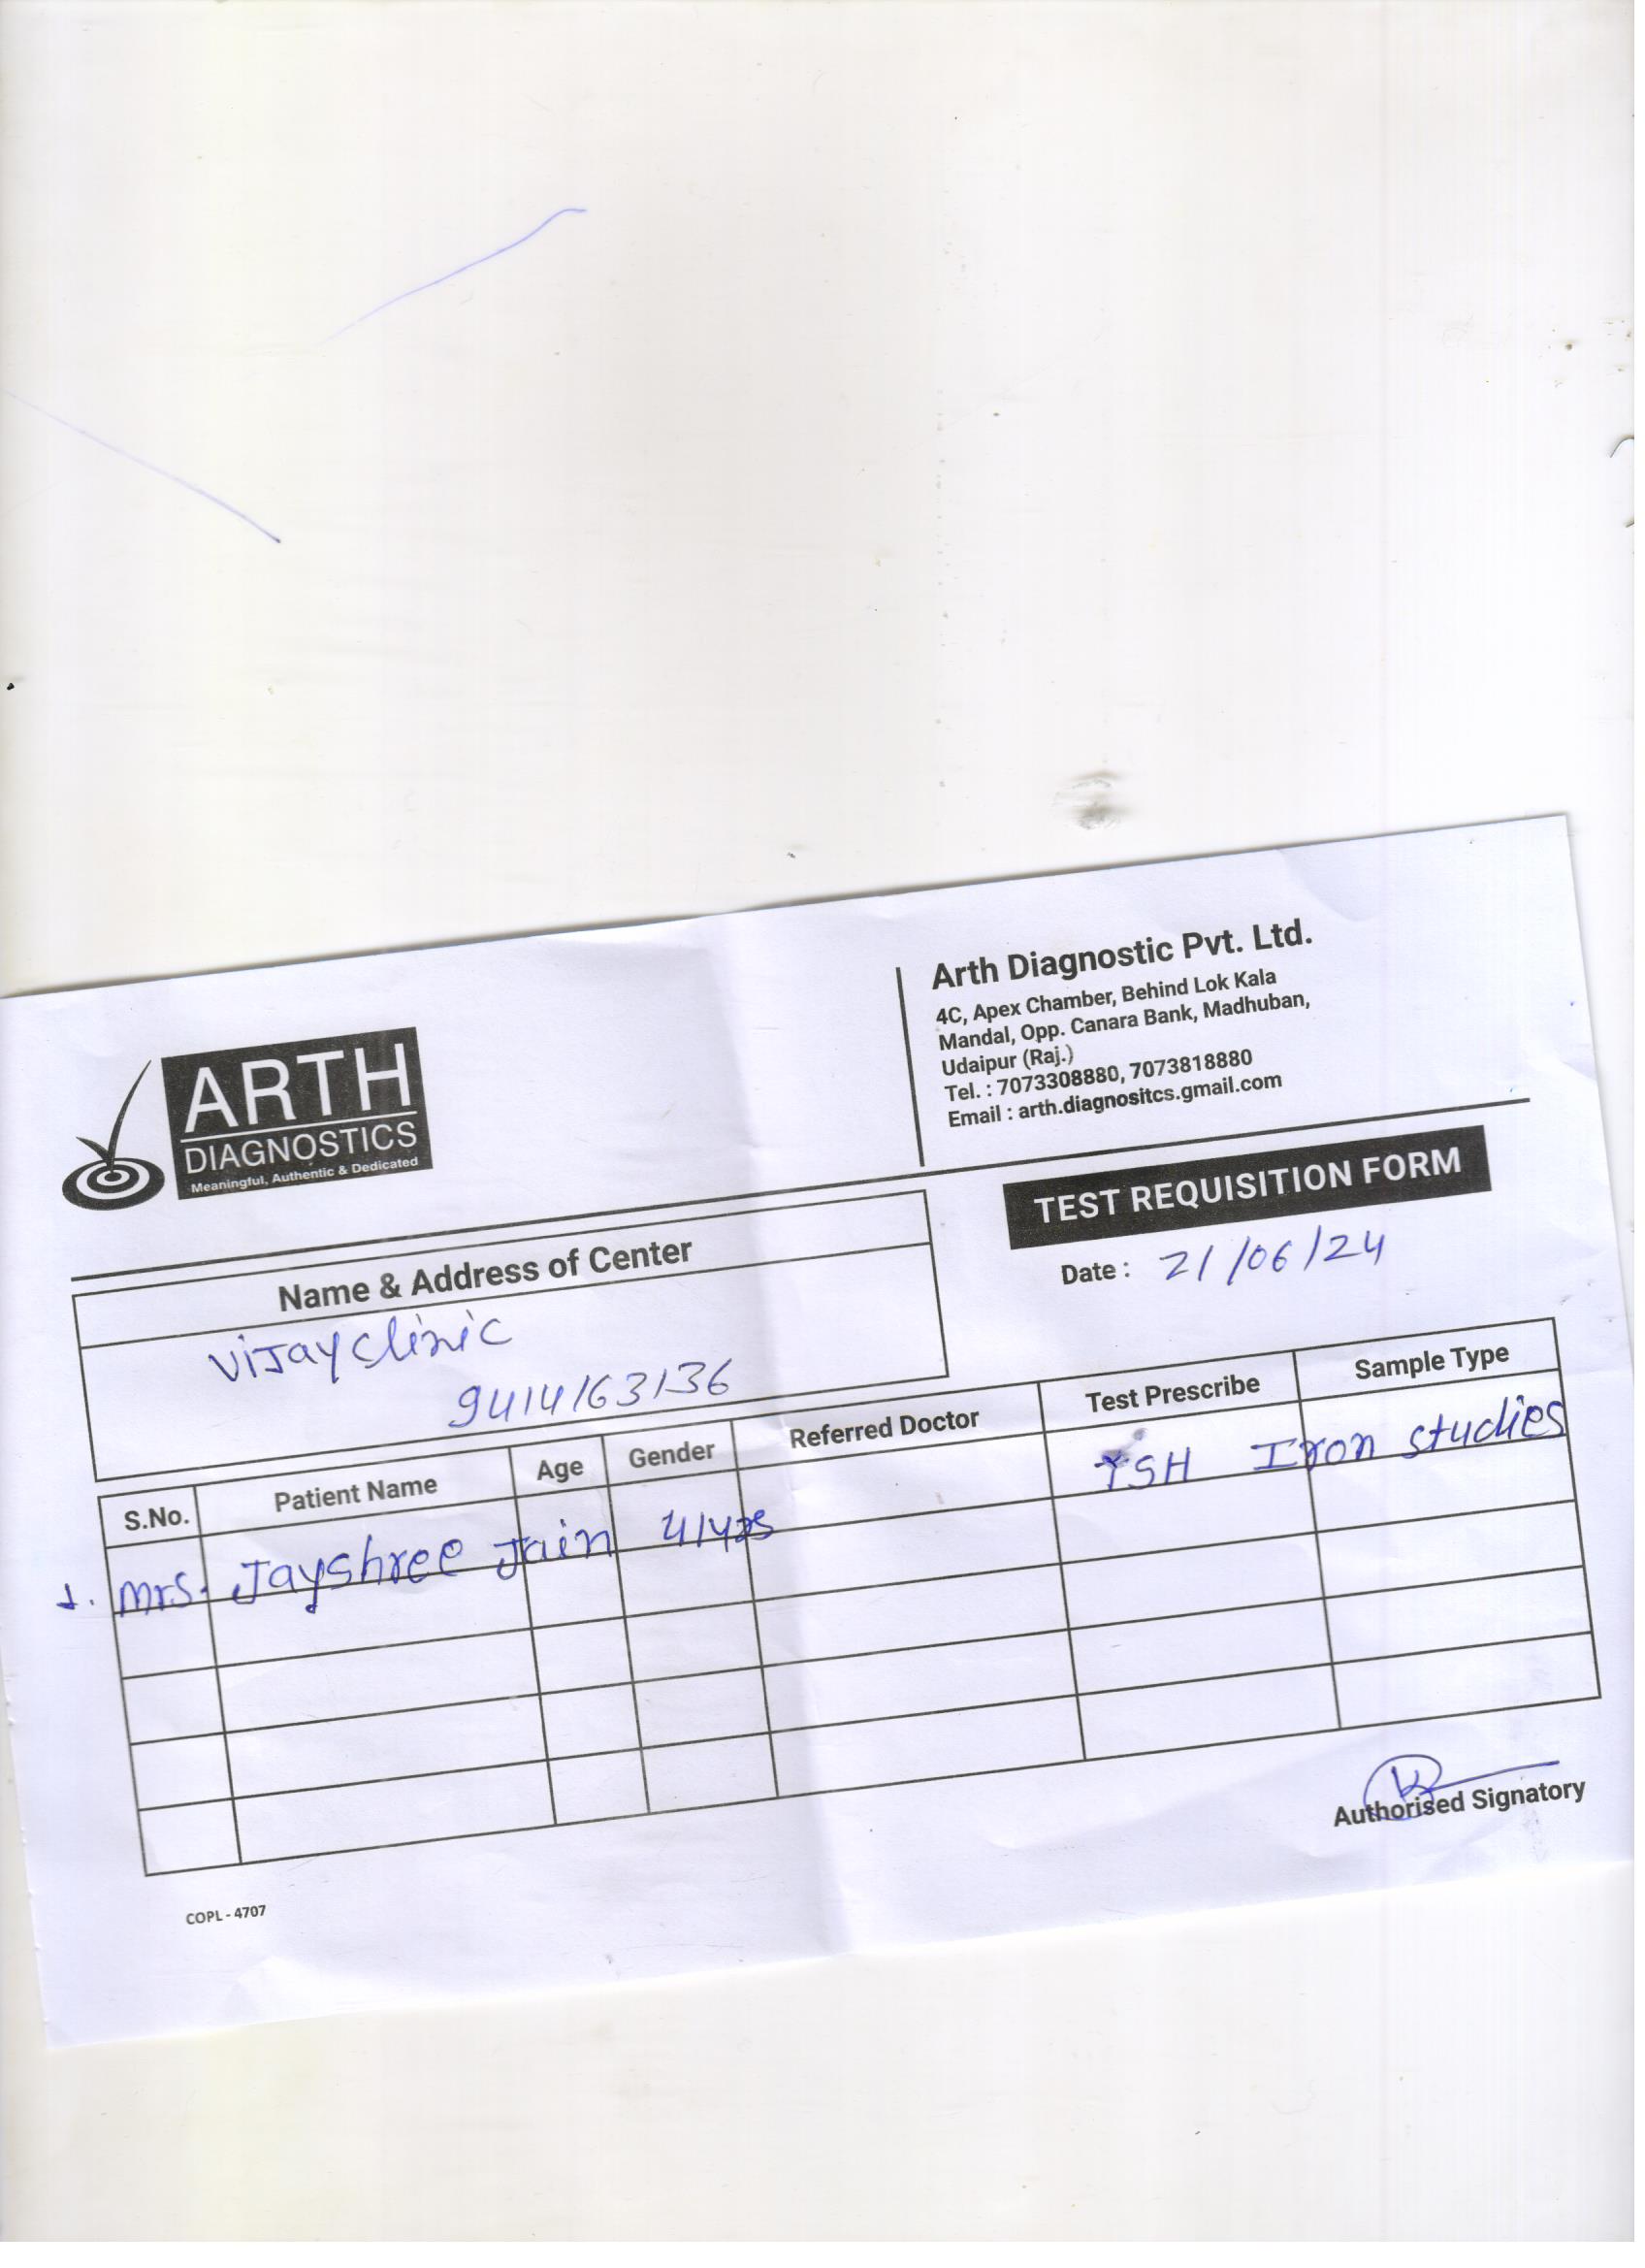 ARTH
DIAGNOSTICS
Meaningful, Authentic & Dedicated
Arth Diagnostic Pvt. Ltd.
4C, Apex Chamber, Behind Lok Kala
Mandal, Opp. Canara Bank, Madhuban,
Udaipur (Raj.)
Tel. : 7073308880, 7073818880
Email : arth.diagnositcs.gmail.com
TEST REQUISITION FORM
Date : 21/06/24
Name & Address of Center
Vijay clinic
9414163136
S.No. Patient Name Age Gender Referred Doctor Test Prescribe Sample Type
1. Mrs. Jayshree Jain 41yrs TSH Iron studies
Authorised Signatory
COPL - 4707